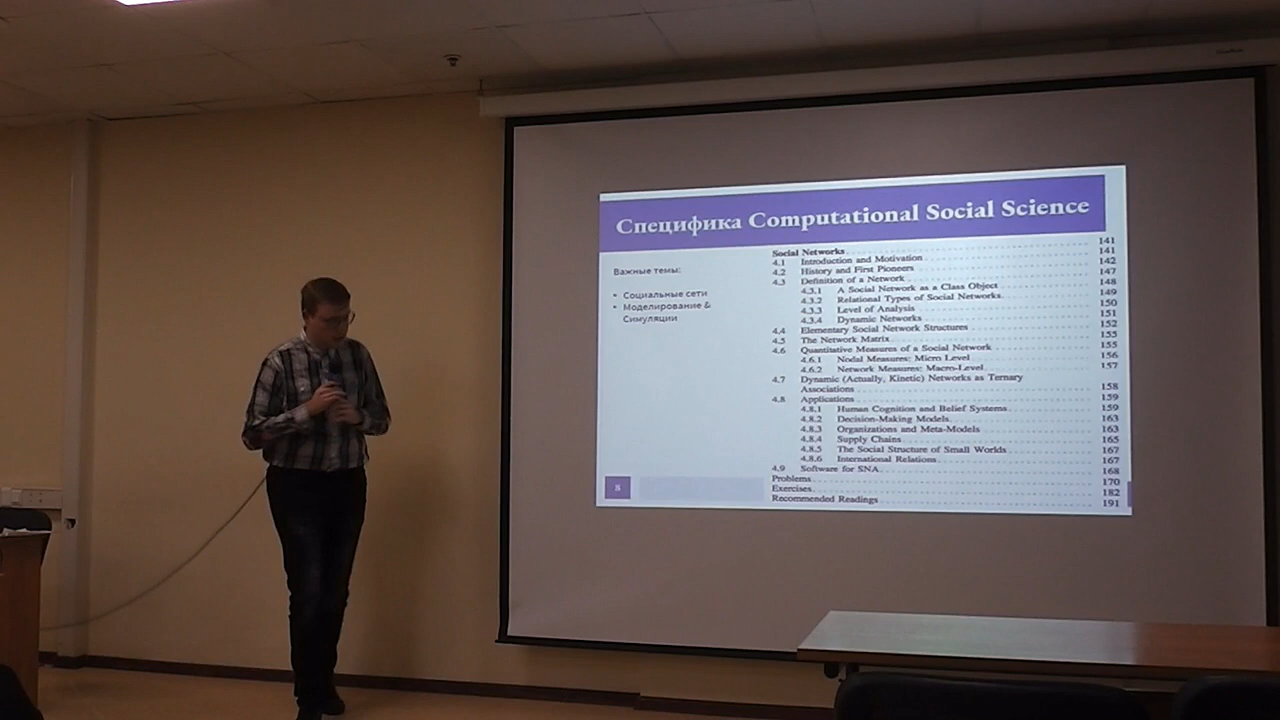 Специфика Computational Social Science
Важные темы:
• Социальные сети
• Моделирование &
Симуляции
8
Social Networks 141
4.1 Introduction and Motivation 141
4.2 History and First Pioneers 142
4.3 Definition of a Network 147
4.3.1 A Social Network as a Class Object 148
4.3.2 Relational Types of Social Networks 149
4.3.3 Level of Analysis 150
4.3.4 Dynamic Networks 151
4.4 Elementary Social Network Structures 152
4.5 The Network Matrix 155
4.6 Quantitative Measures of a Social Network 155
4.6.1 Nodal Measures: Micro Level 156
4.6.2 Network Measures: Macro-Level 157
4.7 Dynamic (Actually, Kinetic) Networks as Ternary
Associations 158
4.8 Applications 159
4.8.1 Human Cognition and Belief Systems 159
4.8.2 Decision-Making Models 163
4.8.3 Organizations and Meta-Models 163
4.8.4 Supply Chains 165
4.8.5 The Social Structure of Small Worlds 167
4.8.6 International Relations 167
4.9 Software for SNA 168
Problems 170
Exercises 182
Recommended Readings 191